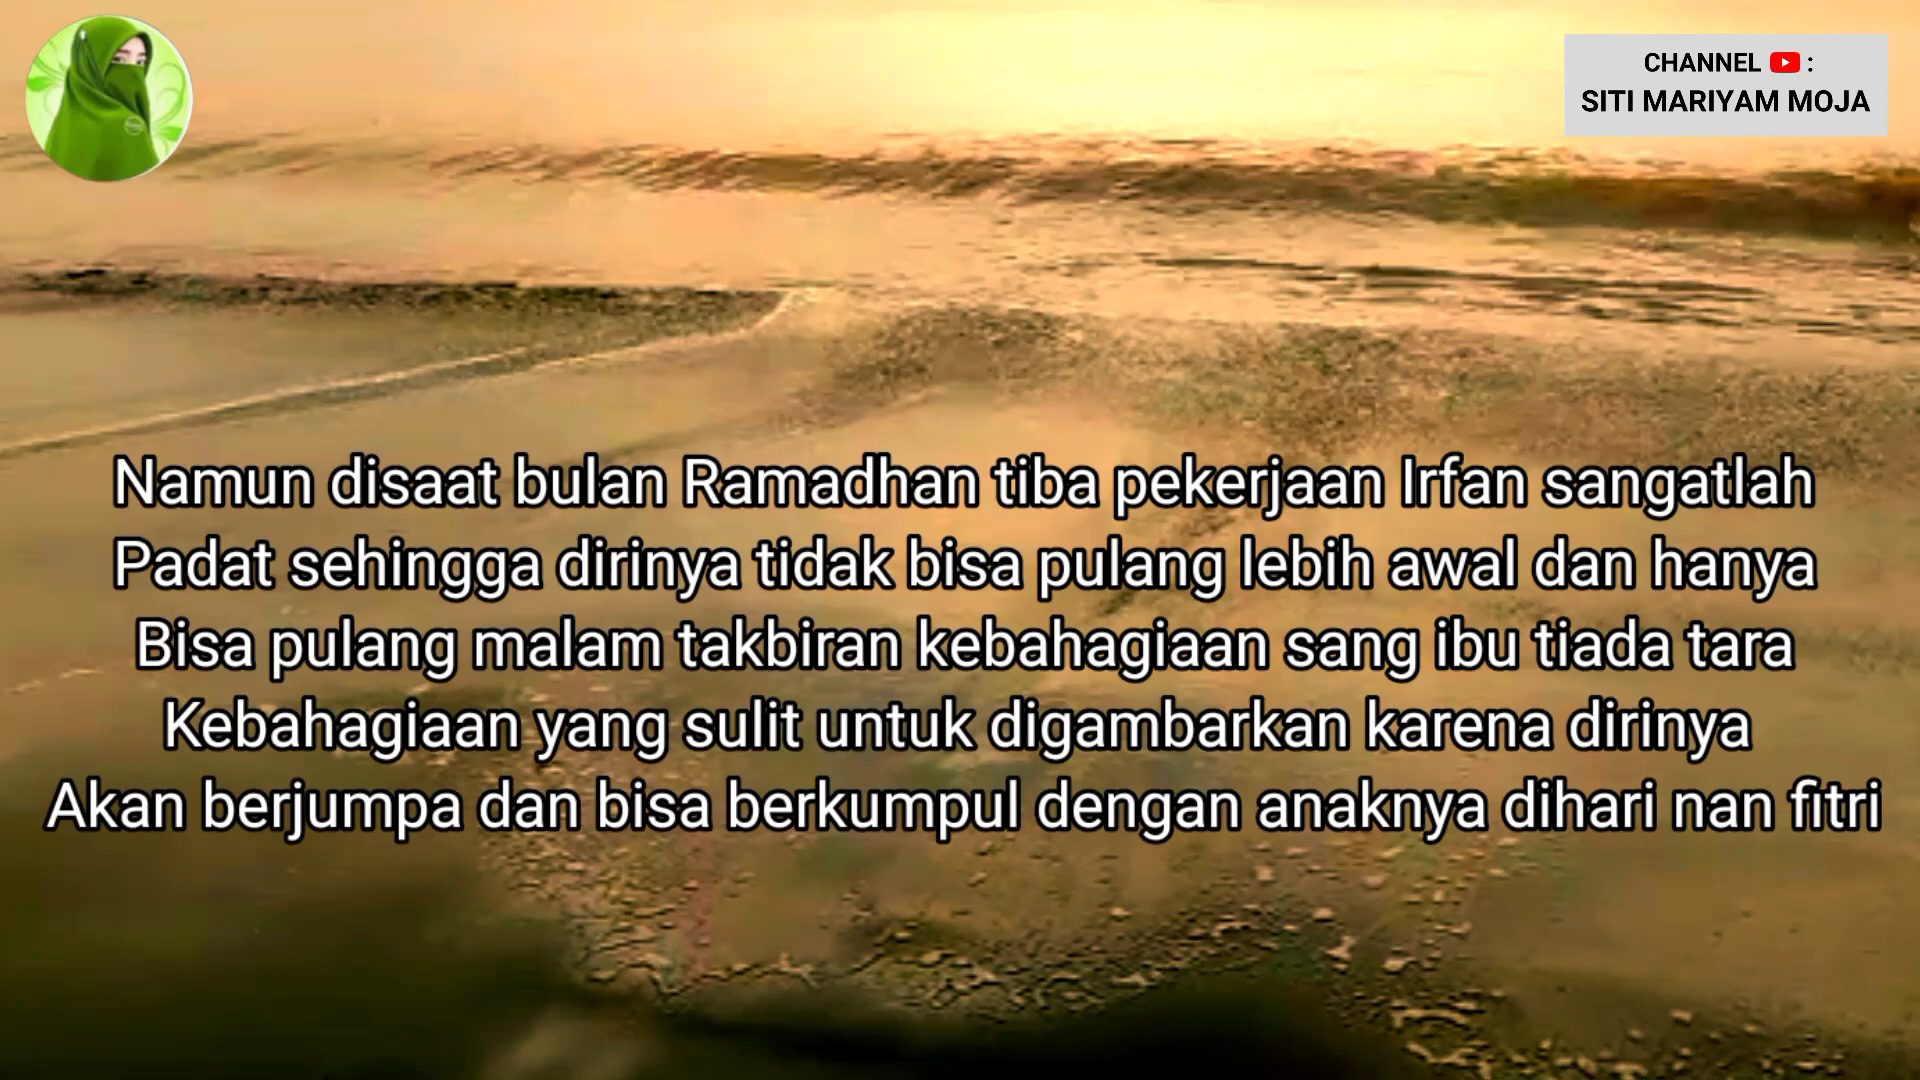 CHANNEL :
SITI MARIYAM MOJA
Namun disaat bulan Ramadhan tiba pekerjaan Irfan sangatlah
Padat sehingga dirinya tidak bisa pulang lebih awal dan hanya
Bisa pulang malam takbiran kebahagiaan sang ibu tiada tara
Kebahagiaan yang sulit untuk digambarkan karena dirinya
Akan berjumpa dan bisa berkumpul dengan anaknya dihari nan fitri